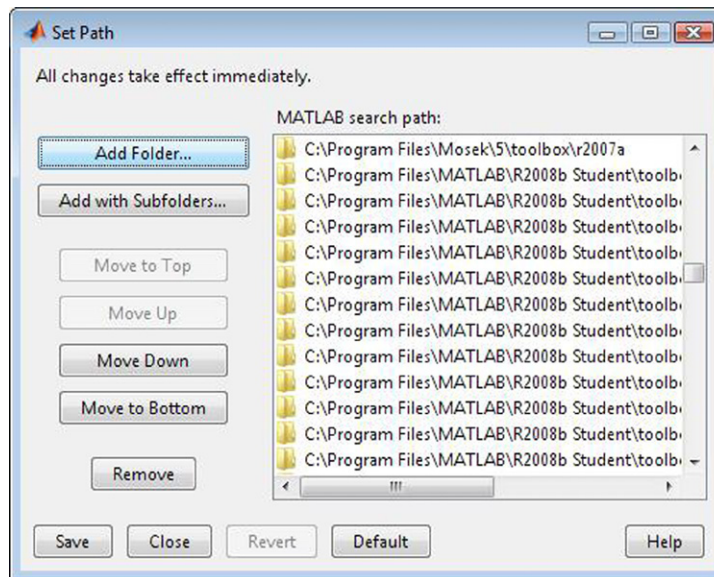 Set Path
All changes take effect immediately.
MATLAB search path:
Add Folder...
Add with Subfolders...
Move to Top
Move Up
Move Down
Move to Bottom
Remove
C:\Program Files\Mosek\5\toolbox\r2007a
C:\Program Files\MATLAB\R2008b Student\toolb
C:\Program Files\MATLAB\R2008b Student\toolb
C:\Program Files\MATLAB\R2008b Student\toolb
C:\Program Files\MATLAB\R2008b Student\toolb
C:\Program Files\MATLAB\R2008b Student\toolb
C:\Program Files\MATLAB\R2008b Student\toolb
C:\Program Files\MATLAB\R2008b Student\toolb
C:\Program Files\MATLAB\R2008b Student\toolb
C:\Program Files\MATLAB\R2008b Student\toolb
C:\Program Files\MATLAB\R2008b Student\toolb
C:\Program Files\MATLAB\R2008b Student\toolb
C:\Program Files\MATLAB\R2008b Student\toolb
Save
Close
Revert
Default
Help